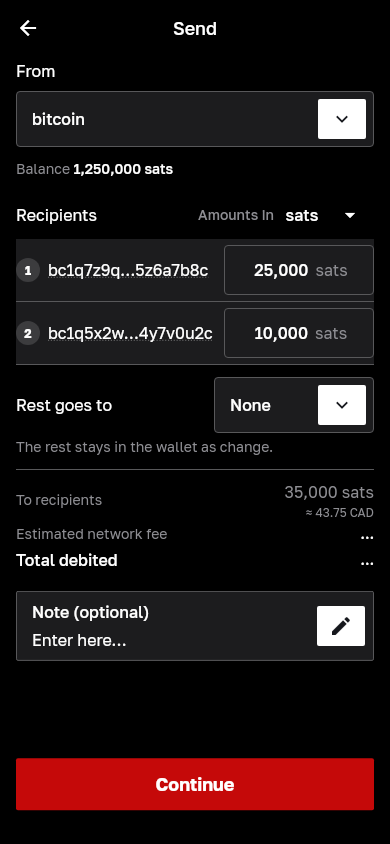 Send
From
bitcoin
Balance 1,250,000 sats
Recipients Amounts in sats
1 bc1q7z9q...5z6a7b8c 25,000 sats
2 bc1q5x2w...4y7v0u2c 10,000 sats
Rest goes to None
The rest stays in the wallet as change.
To recipients 35,000 sats
≈ 43.75 CAD
Estimated network fee ...
Total debited ...
Note (optional)
Enter here...
Continue